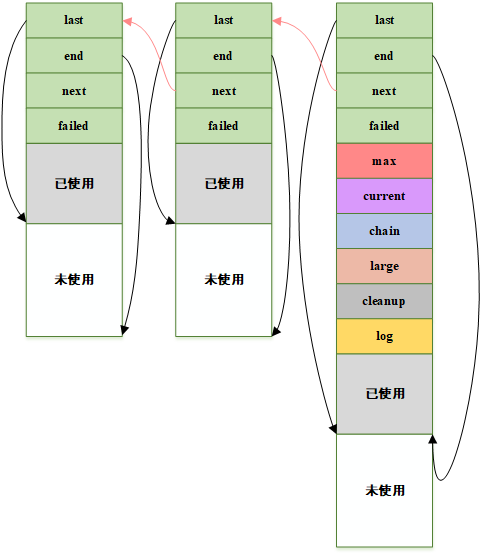 last
end
next
failed
已使用
未使用
last
end
next
failed
已使用
未使用
last
end
next
failed
max
current
chain
large
cleanup
log
已使用
未使用